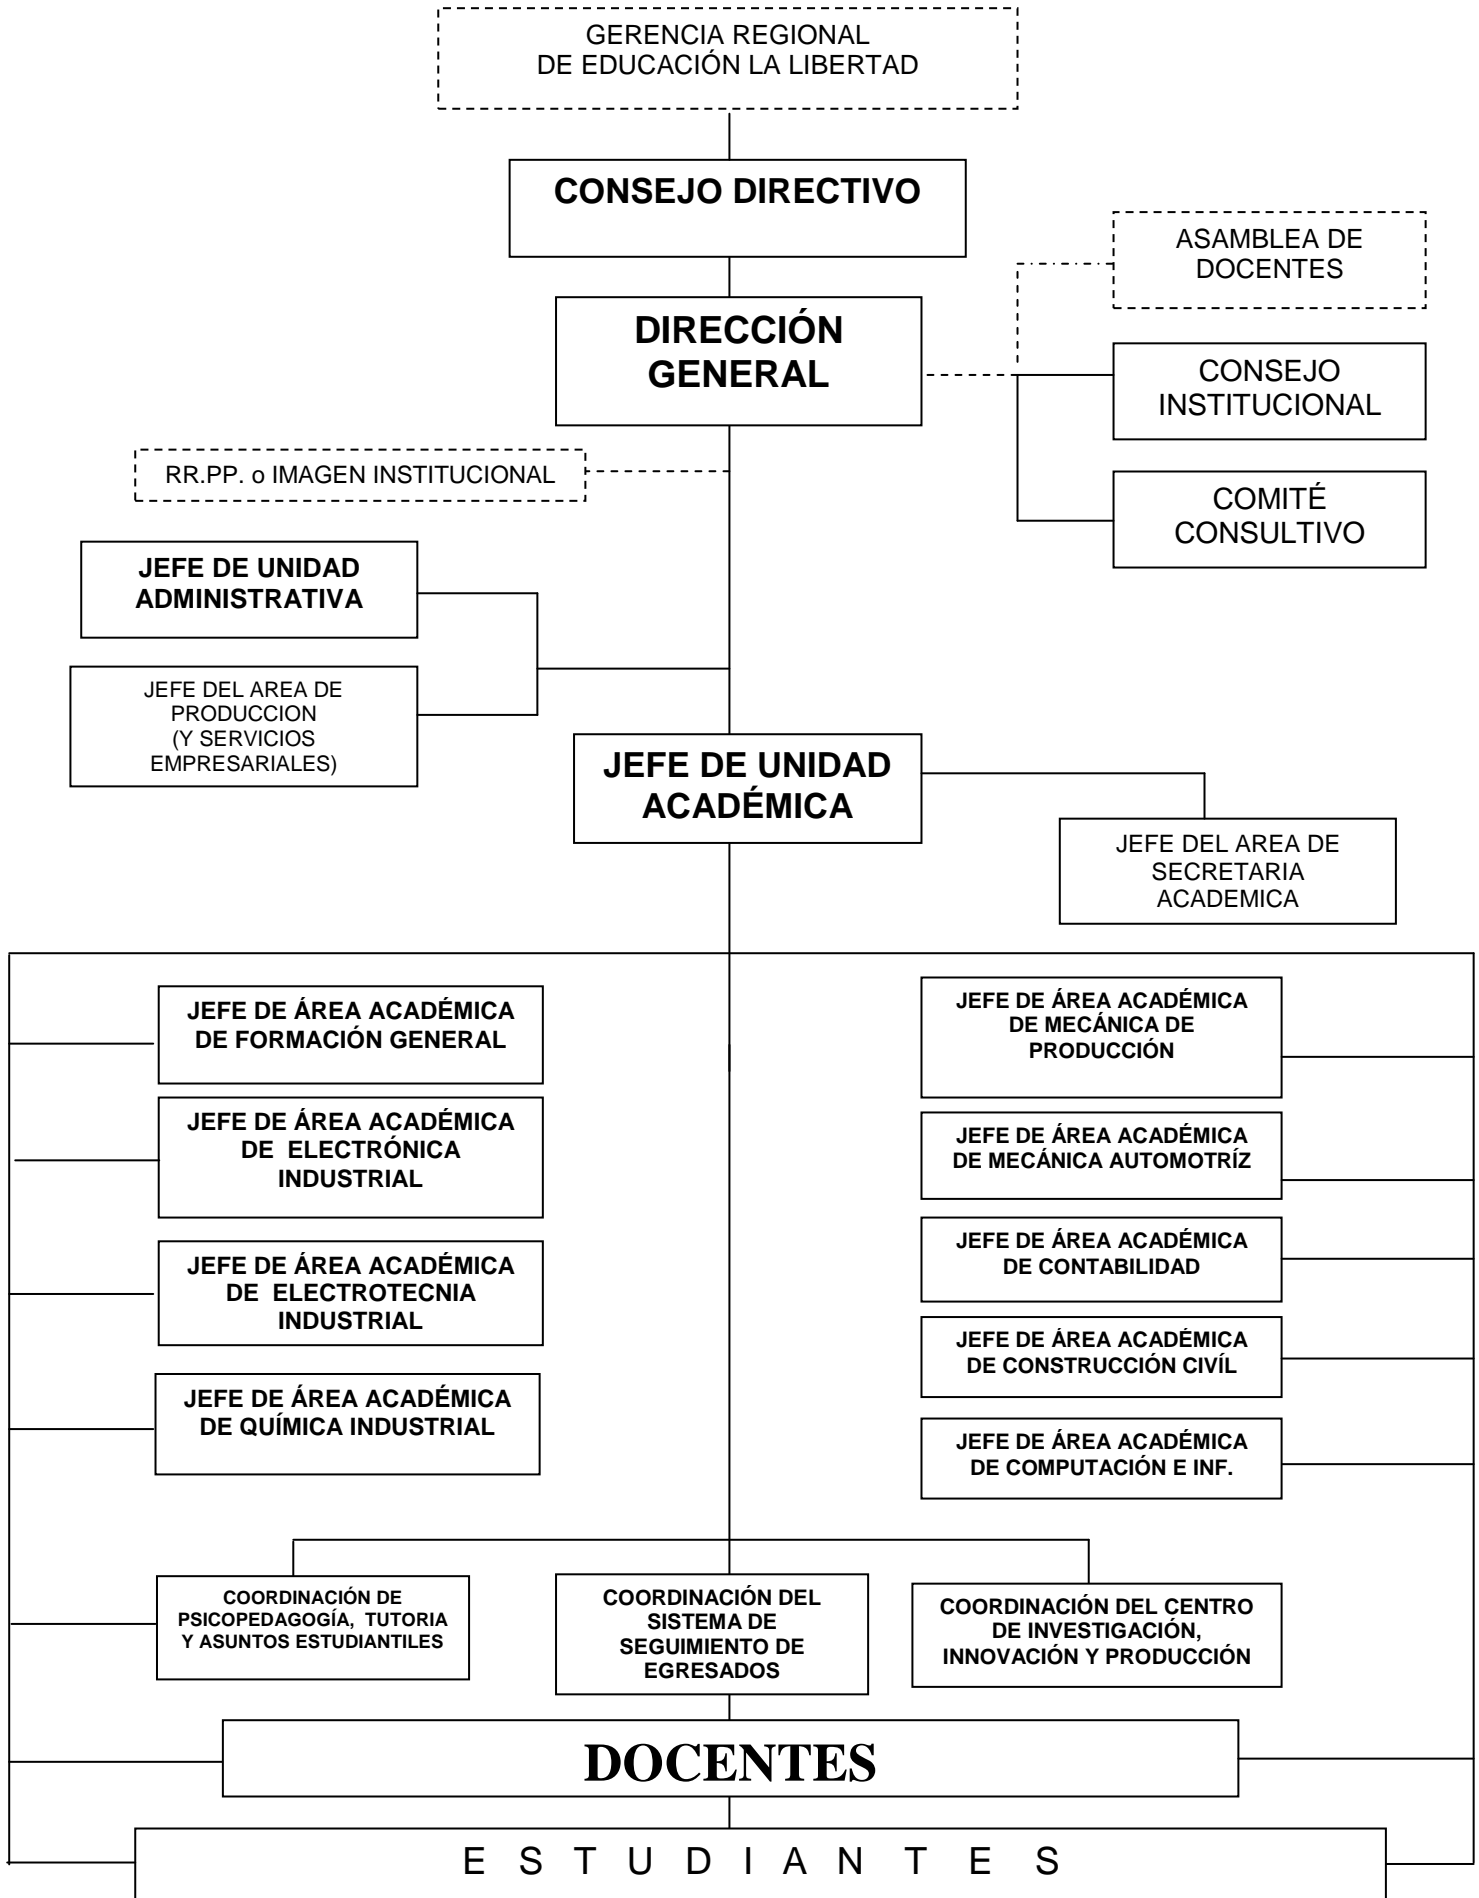 GERENCIA REGIONAL
DE EDUCACIÓN LA LIBERTAD
CONSEJO DIRECTIVO
ASAMBLEA DE
DOCENTES
DIRECCIÓN
GENERAL
CONSEJO
INSTITUCIONAL
RR.PP. o IMAGEN INSTITUCIONAL
COMITÉ
CONSULTIVO
JEFE DE UNIDAD
ADMINISTRATIVA
JEFE DEL AREA DE
PRODUCCION
(Y SERVICIOS
EMPRESARIALES)
JEFE DE UNIDAD
ACADÉMICA
JEFE DEL AREA DE
SECRETARIA
ACADEMICA
JEFE DE ÁREA ACADÉMICA
DE FORMACIÓN GENERAL
JEFE DE ÁREA ACADÉMICA
DE  ELECTRÓNICA
INDUSTRIAL
JEFE DE ÁREA ACADÉMICA
DE  ELECTROTECNIA
INDUSTRIAL
JEFE DE ÁREA ACADÉMICA
DE QUÍMICA INDUSTRIAL
JEFE DE ÁREA ACADÉMICA
DE MECÁNICA DE
PRODUCCIÓN
JEFE DE ÁREA ACADÉMICA
DE MECÁNICA AUTOMOTRÍZ
JEFE DE ÁREA ACADÉMICA
DE CONTABILIDAD
JEFE DE ÁREA ACADÉMICA
DE CONSTRUCCIÓN CIVÍL
JEFE DE ÁREA ACADÉMICA
DE COMPUTACIÓN E INF.
COORDINACIÓN DE
PSICOPEDAGOGÍA,  TUTORIA
Y ASUNTOS ESTUDIANTILES
COORDINACIÓN DEL
SISTEMA DE
SEGUIMIENTO DE
EGRESADOS
COORDINACIÓN DEL CENTRO
DE INVESTIGACIÓN,
INNOVACIÓN Y PRODUCCIÓN
DOCENTES
E S T U D I A N T E S